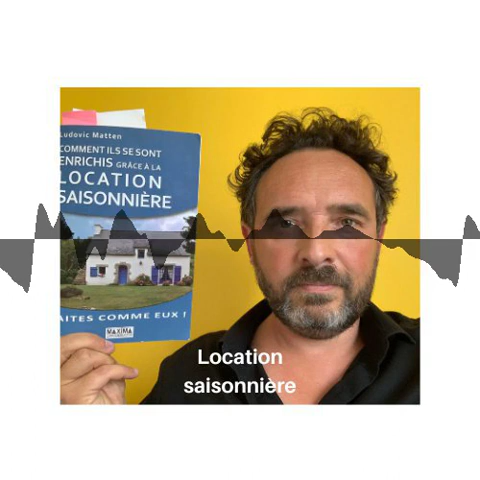 Ludovic Matten
COMMENT ILS SE SONT
ENRICHIS GRÂCE À LA
LOCATION
SAISONNIÈRE
AITES COMME EUX !
MAXIMA
Location
saisonnière